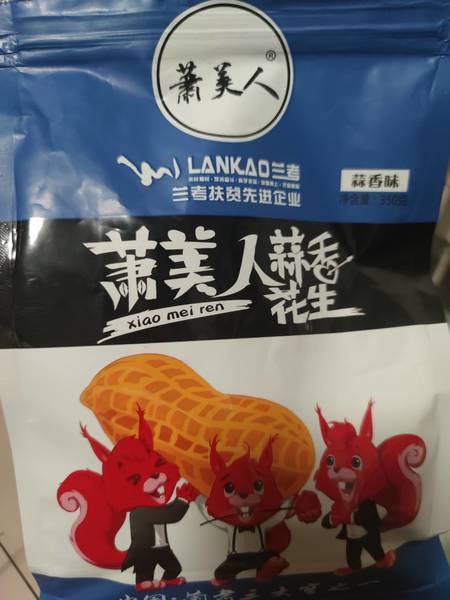 萧美人®
LANKAO兰考
兰考扶贫先进企业
蒜香味
净含量：350克
萧美人蒜香花生
xiao mei ren